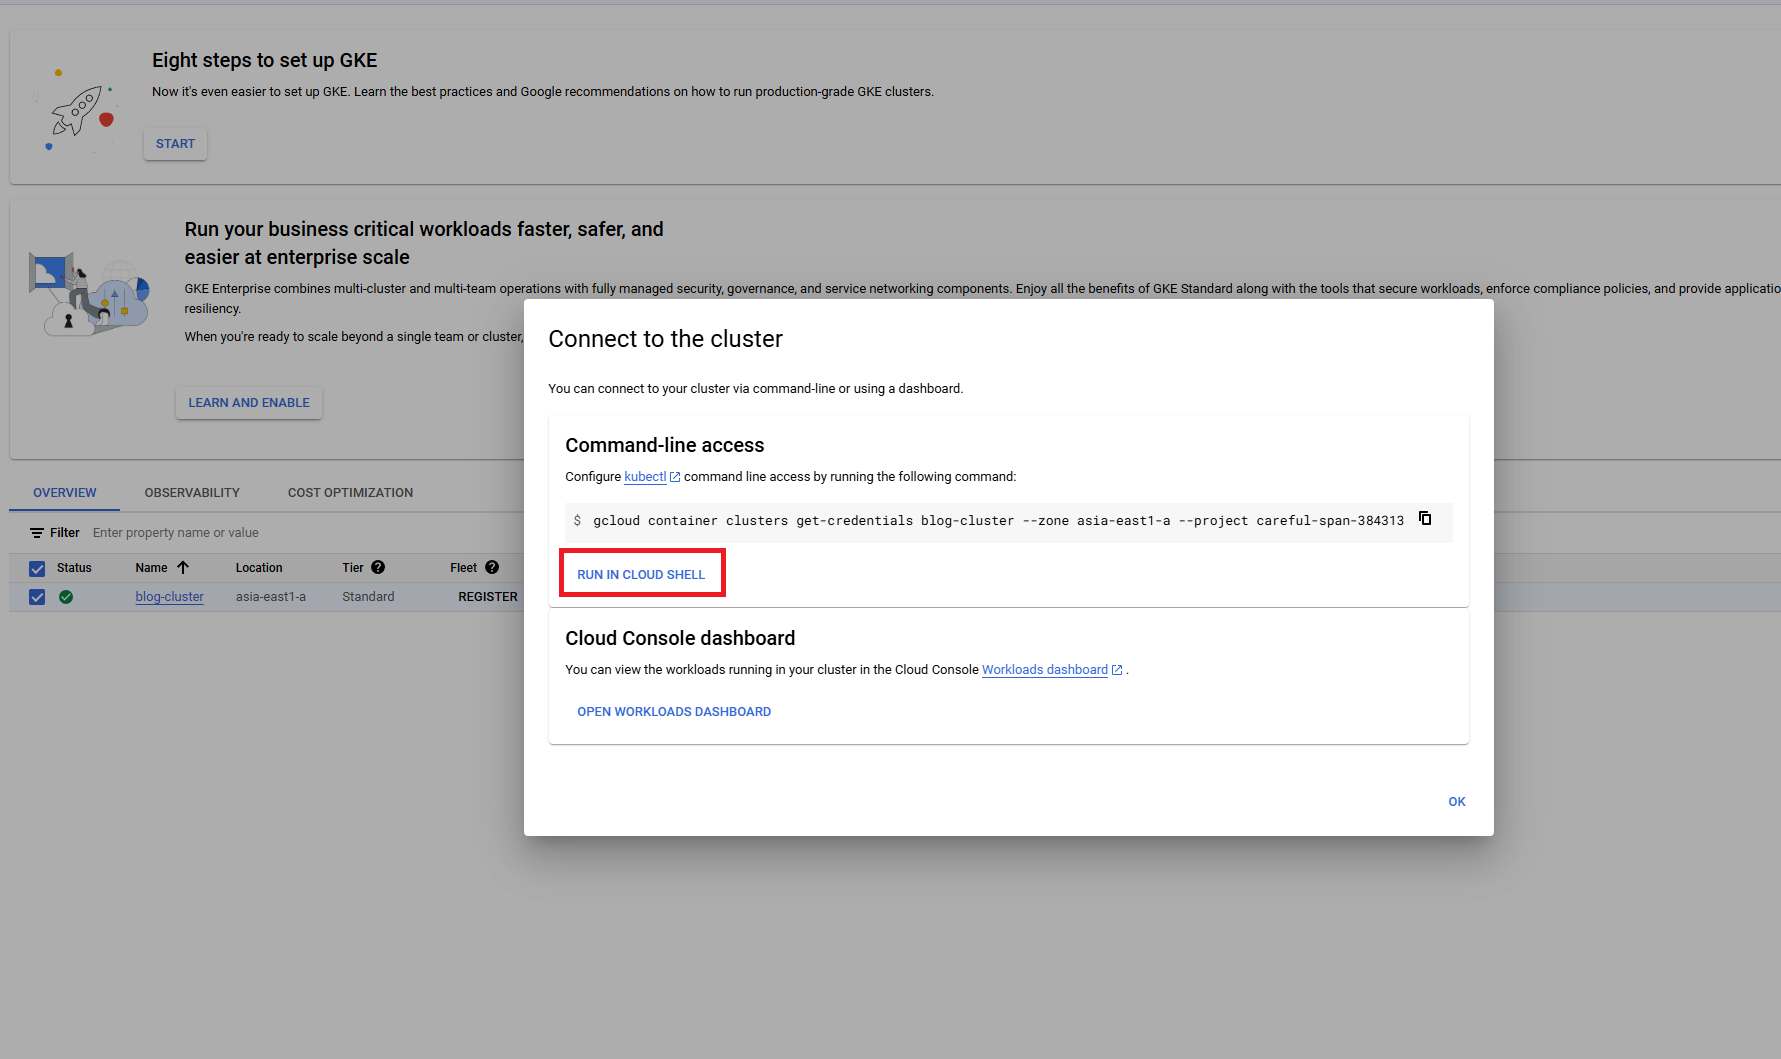 Eight steps to set up GKE
Now it's even easier to set up GKE. Learn the best practices and Google recommendations on how to run production-grade GKE clusters.
START
Run your business critical workloads faster, safer, and
easier at enterprise scale
GKE Enterprise combines multi-cluster and multi-team operations with fully managed security, governance, and service networking components. Enjoy all the benefits of GKE Standard along with the tools that secure workloads, enforce compliance policies, and provide applicatio
resiliency.
When you're ready to scale beyond a single team or cluster,
LEARN AND ENABLE
OVERVIEW OBSERVABILITY COST OPTIMIZATION
Filter Enter property name or value
Status Name Location Tier Fleet
blog-cluster asia-east1-a Standard REGISTER
Connect to the cluster
You can connect to your cluster via command-line or using a dashboard.
Command-line access
Configure kubectl command line access by running the following command:
$ gcloud container clusters get-credentials blog-cluster --zone asia-east1-a --project careful-span-384313
RUN IN CLOUD SHELL
Cloud Console dashboard
You can view the workloads running in your cluster in the Cloud Console Workloads dashboard .
OPEN WORKLOADS DASHBOARD
OK